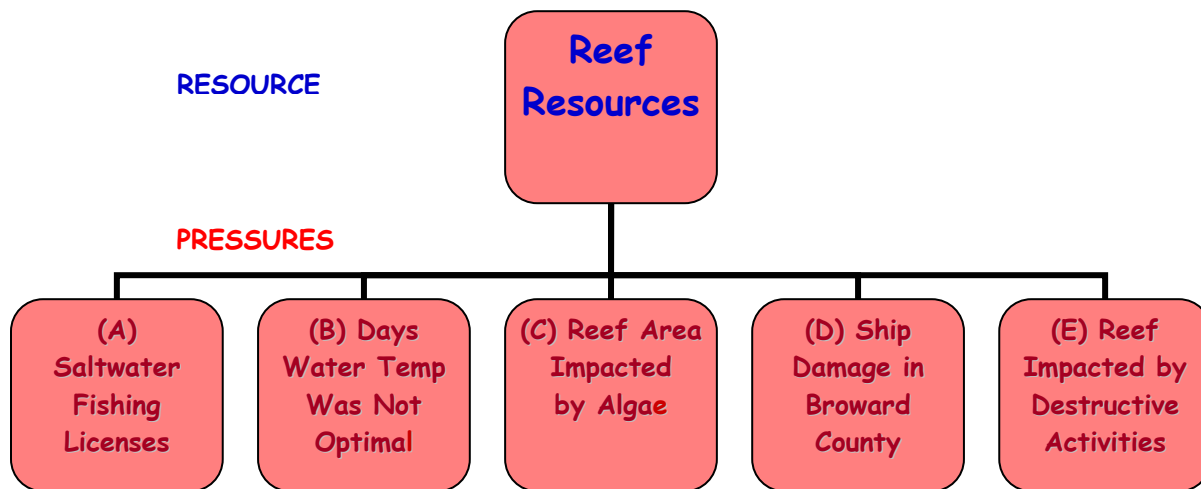 Reef
Resources
RESOURCE
PRESSURES
(A)
Saltwater
Fishing
Licenses
(B) Days
Water Temp
Was Not
Optimal
(C) Reef Area
Impacted
by Algae
(D) Ship
Damage in
Broward
County
(E) Reef
Impacted by
Destructive
Activities